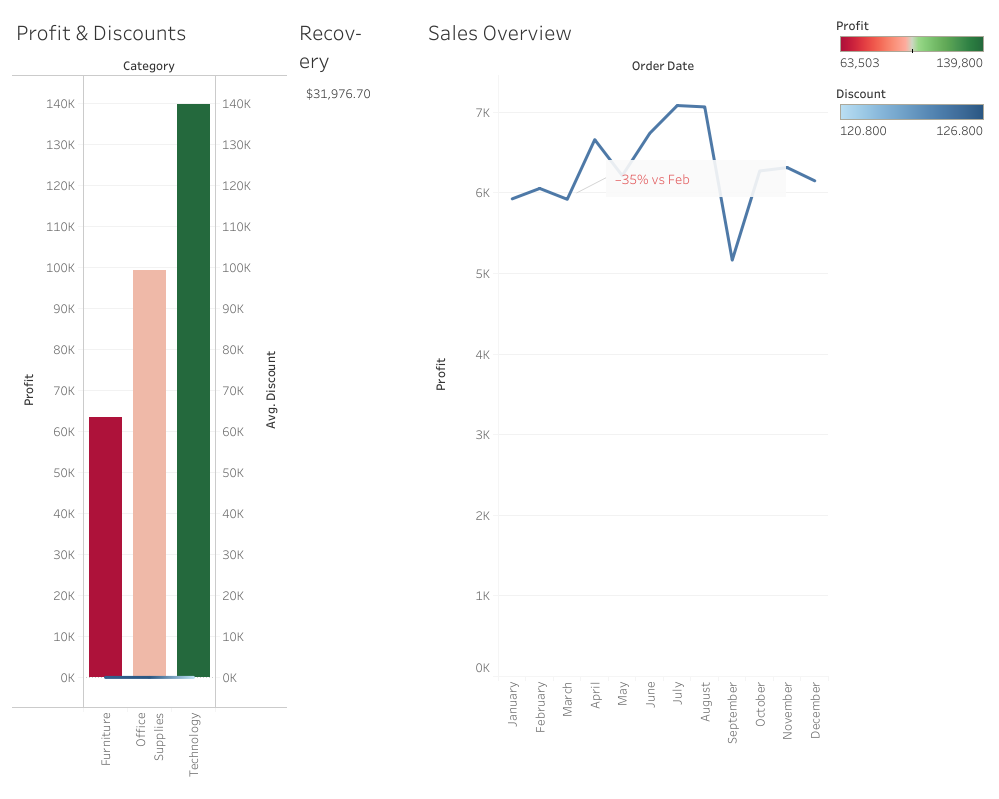 Profit & Discounts
Category
140K
130K
120K
110K
100K
90K
80K
70K
60K
50K
40K
30K
20K
10K
0K
Profit
140K
130K
120K
110K
100K
90K
80K
70K
60K
50K
40K
30K
20K
10K
0K
Avg. Discount
Furniture
Office
Supplies
Technology
Recov-
ery
$31,976.70
Sales Overview
Order Date
7K
6K
5K
4K
3K
2K
1K
0K
Profit
−35% vs Feb
January
February
March
April
May
June
July
August
September
October
November
December
Profit
63,503
139,800
Discount
120.800
126.800